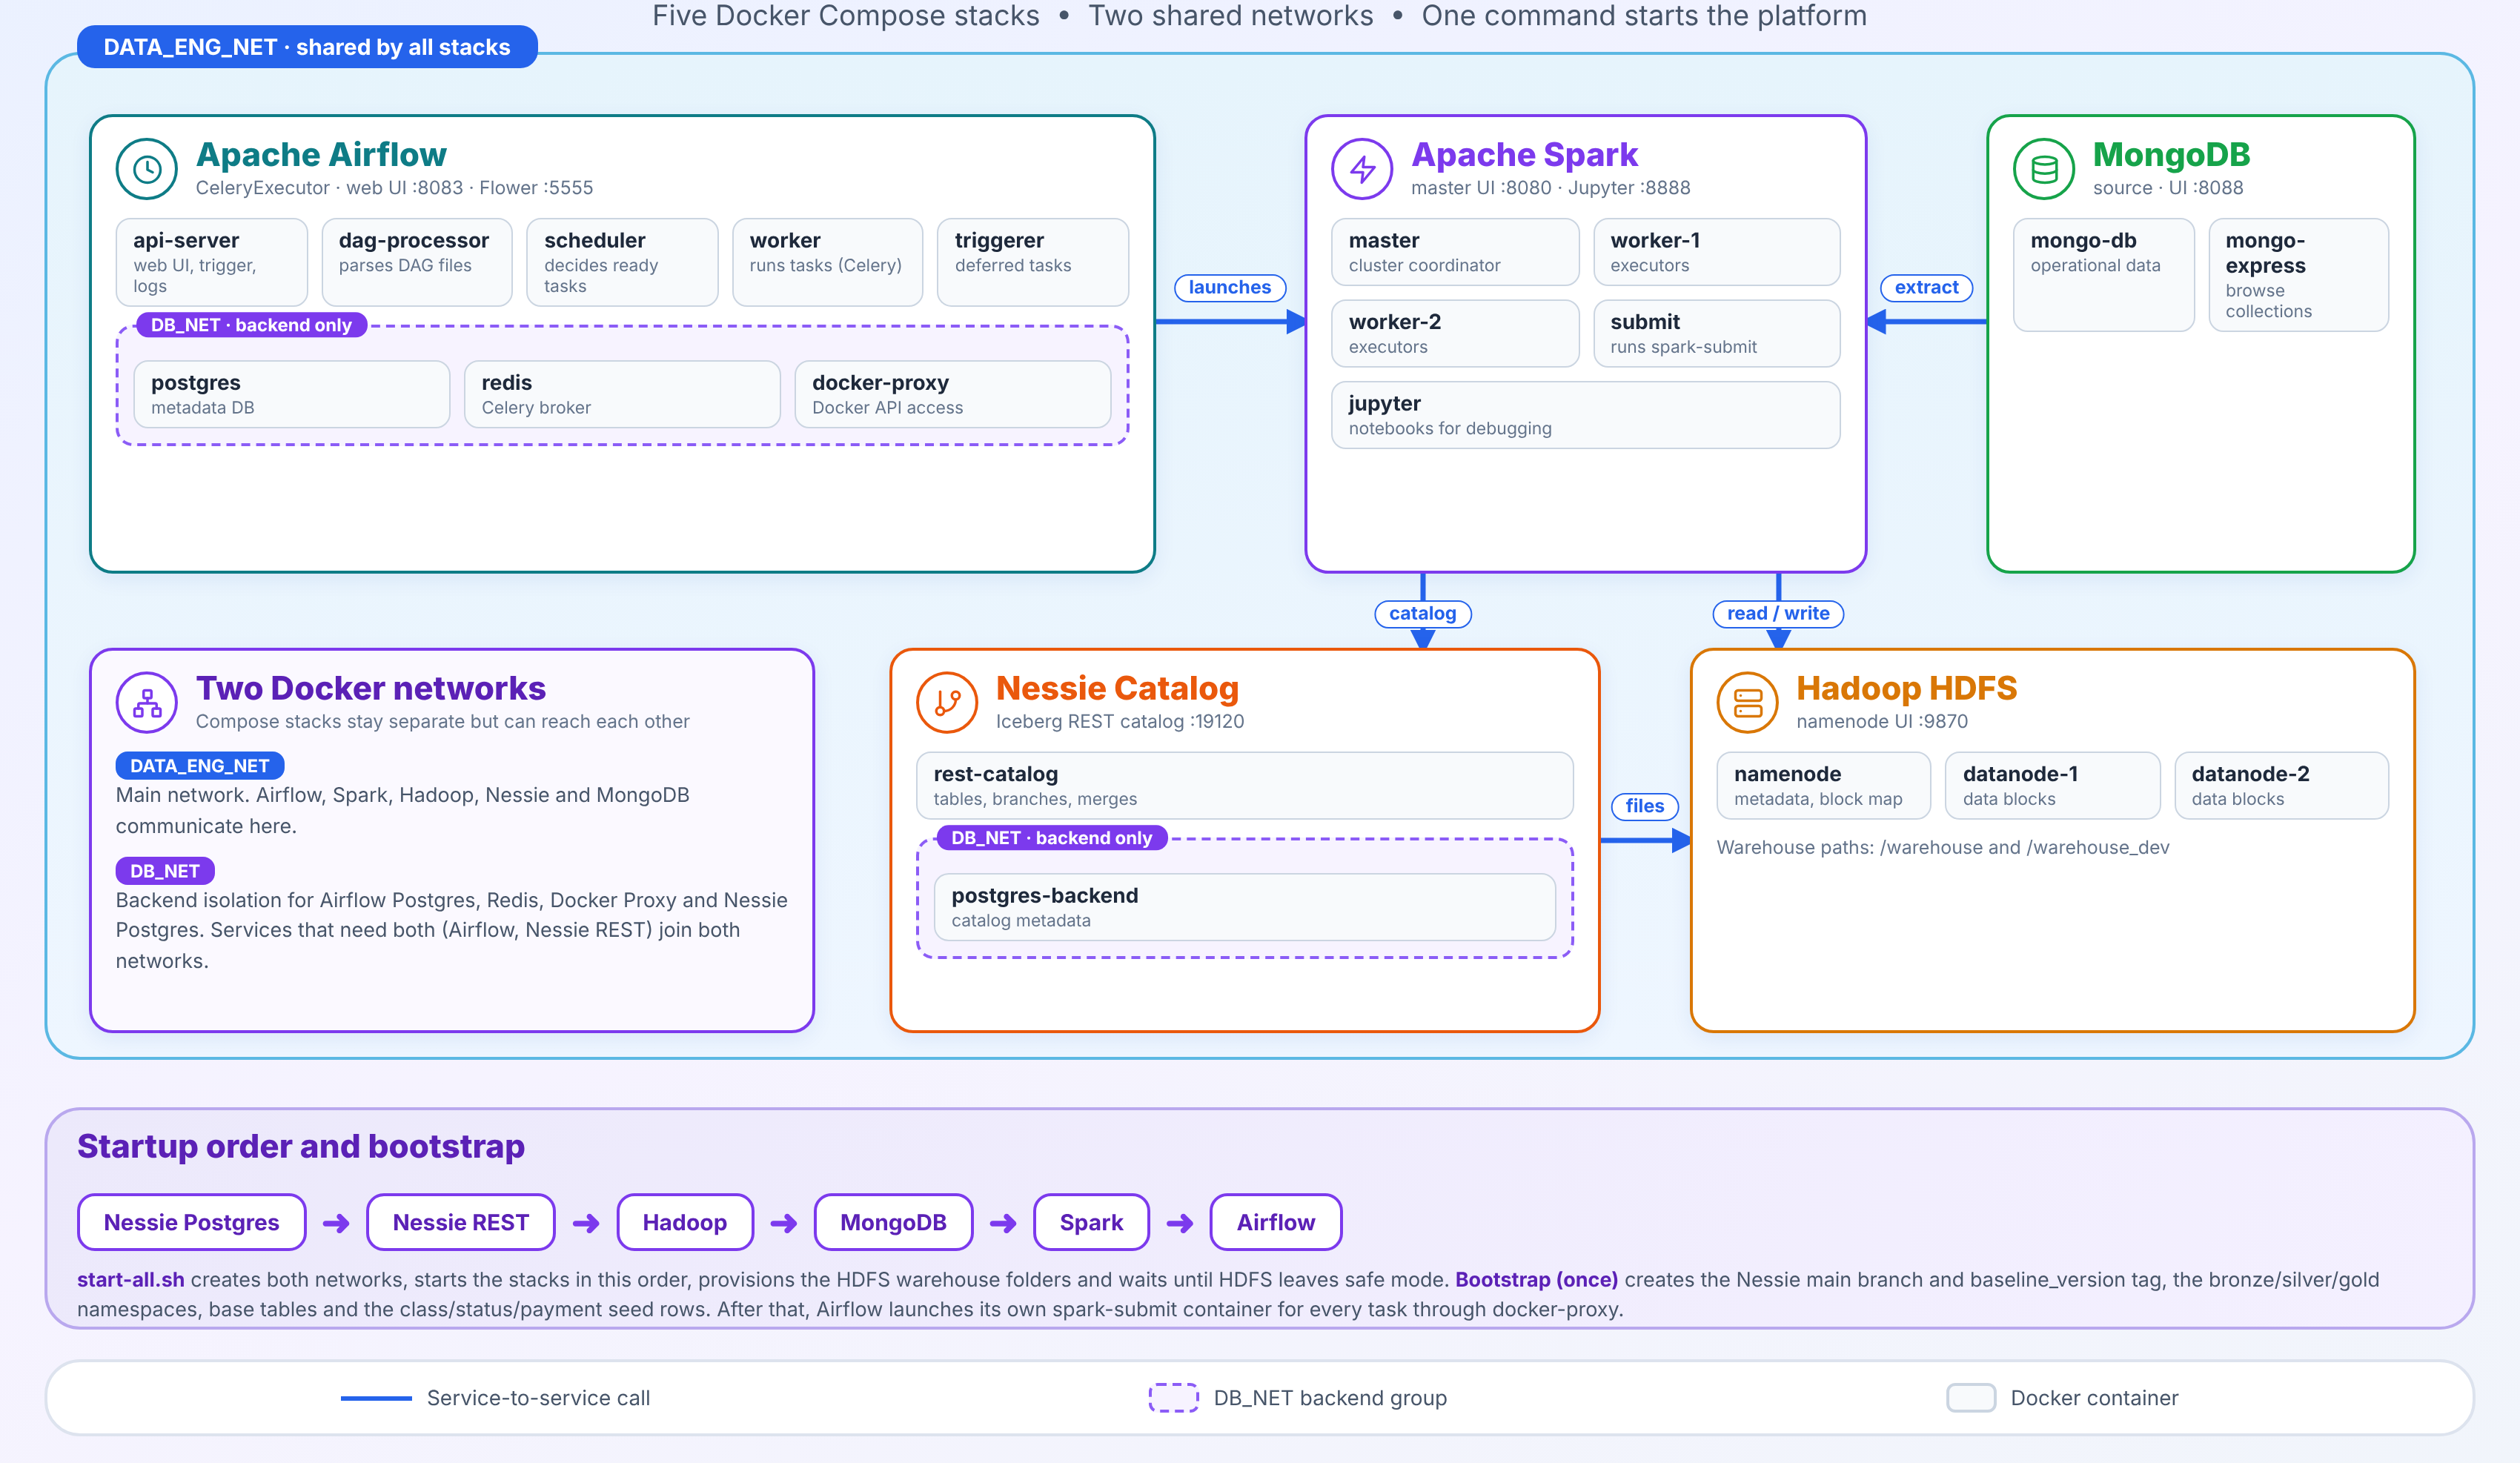 Five Docker Compose stacks • Two shared networks • One command starts the platform
DATA_ENG_NET · shared by all stacks
Apache Airflow
CeleryExecutor · web UI :8083 · Flower :5555
api-server
web UI, trigger,
logs
dag-processor
parses DAG files
scheduler
decides ready
tasks
worker
runs tasks (Celery)
triggerer
deferred tasks
DB_NET · backend only
postgres
metadata DB
redis
Celery broker
docker-proxy
Docker API access
launches
Apache Spark
master UI :8080 · Jupyter :8888
master
cluster coordinator
worker-1
executors
worker-2
executors
submit
runs spark-submit
jupyter
notebooks for debugging
extract
MongoDB
source · UI :8088
mongo-db
operational data
mongo-
express
browse
collections
catalog
read / write
Two Docker networks
Compose stacks stay separate but can reach each other
DATA_ENG_NET
Main network. Airflow, Spark, Hadoop, Nessie and MongoDB
communicate here.
DB_NET
Backend isolation for Airflow Postgres, Redis, Docker Proxy and Nessie
Postgres. Services that need both (Airflow, Nessie REST) join both
networks.
Nessie Catalog
Iceberg REST catalog :19120
rest-catalog
tables, branches, merges
DB_NET · backend only
postgres-backend
catalog metadata
files
Hadoop HDFS
namenode UI :9870
namenode
metadata, block map
datanode-1
data blocks
datanode-2
data blocks
Warehouse paths: /warehouse and /warehouse_dev
Startup order and bootstrap
Nessie Postgres ➜ Nessie REST ➜ Hadoop ➜ MongoDB ➜ Spark ➜ Airflow
start-all.sh creates both networks, starts the stacks in this order, provisions the HDFS warehouse folders and waits until HDFS leaves safe mode. Bootstrap (once) creates the Nessie main branch and baseline_version tag, the bronze/silver/gold
namespaces, base tables and the class/status/payment seed rows. After that, Airflow launches its own spark-submit container for every task through docker-proxy.
Service-to-service call
DB_NET backend group
Docker container